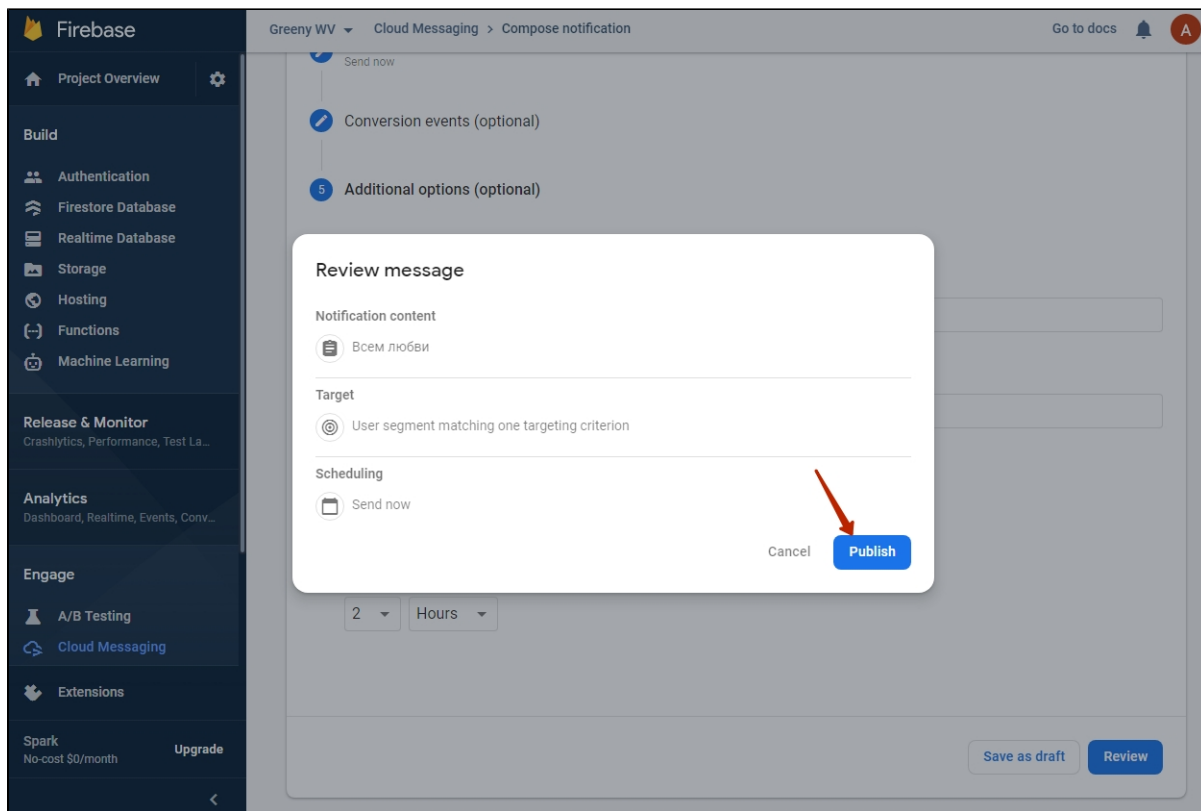 Firebase
Greeny WV
Cloud Messaging > Compose notification
Go to docs
A
Project Overview
Build
Authentication
Firestore Database
Realtime Database
Storage
Hosting
Functions
Machine Learning
Release & Monitor
Crashlytics, Performance, Test La...
Analytics
Dashboard, Realtime, Events, Conv...
Engage
A/B Testing
Cloud Messaging
Extensions
Spark
No-cost $0/month
Upgrade
Send now
Conversion events (optional)
5 Additional options (optional)
Review message
Notification content
Всем любви
Target
User segment matching one targeting criterion
Scheduling
Send now
Cancel
Publish
2
Hours
Save as draft
Review